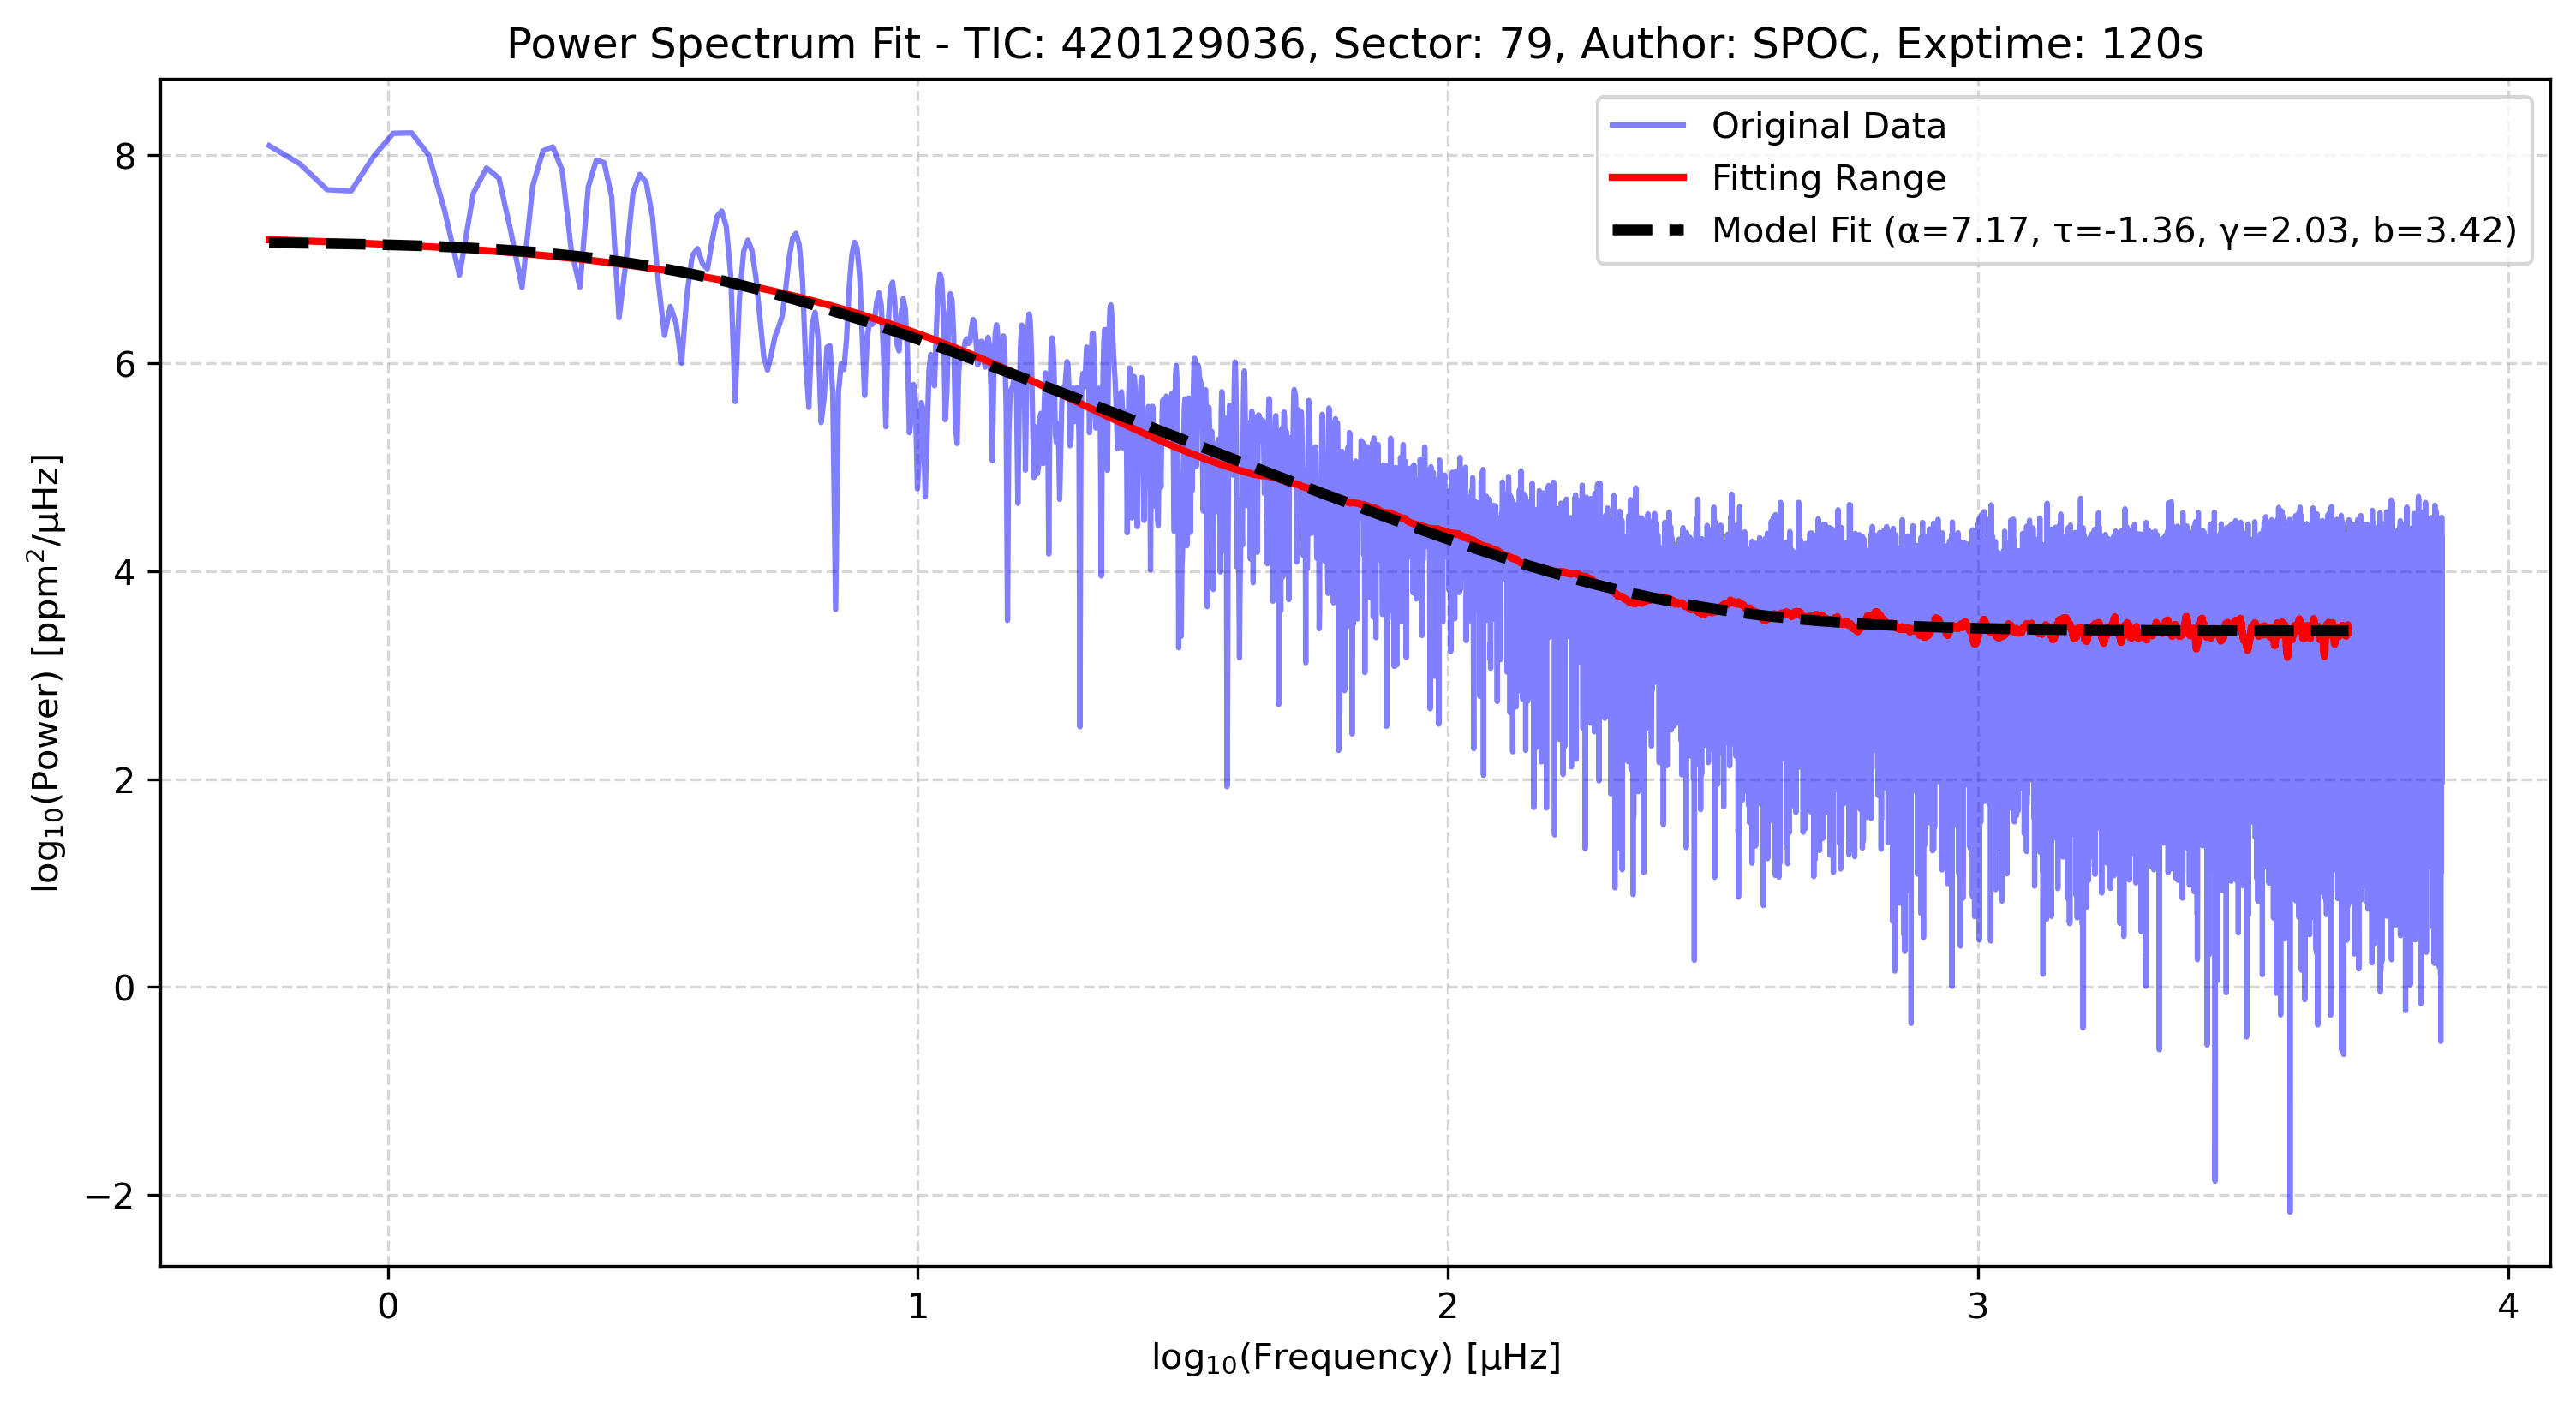 Power Spectrum Fit - TIC: 420129036, Sector: 79, Author: SPOC, Exptime: 120s
Original Data
Fitting Range
Model Fit (α=7.17, τ=-1.36, γ=2.03, b=3.42)
log₁₀(Power) [ppm²/μHz]
8
6
4
2
0
−2
0 1 2 3 4
log₁₀(Frequency) [μHz]